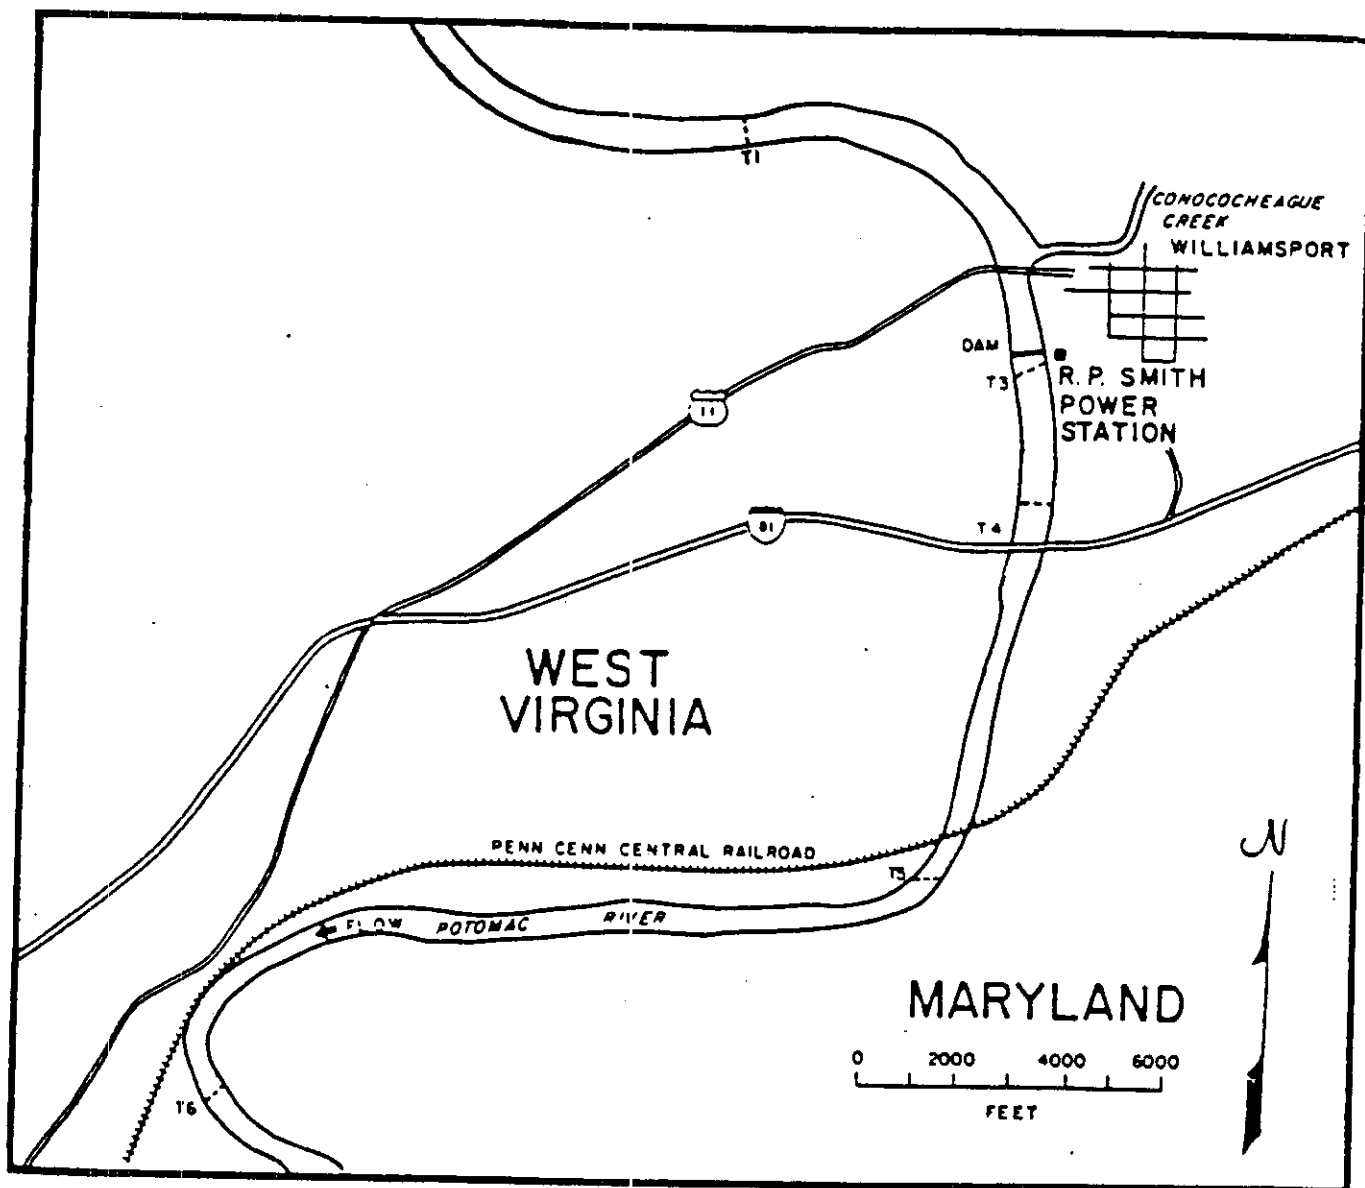 T1
CONOCOCHEAGUE
CREEK
WILLIAMSPORT
DAM
T3
R. P. SMITH
POWER
STATION
11
T4
81
WEST
VIRGINIA
PENN CENN CENTRAL RAILROAD
T5
N
FLOW POTOMAC RIVER
MARYLAND
0 2000 4000 6000
FEET
T6